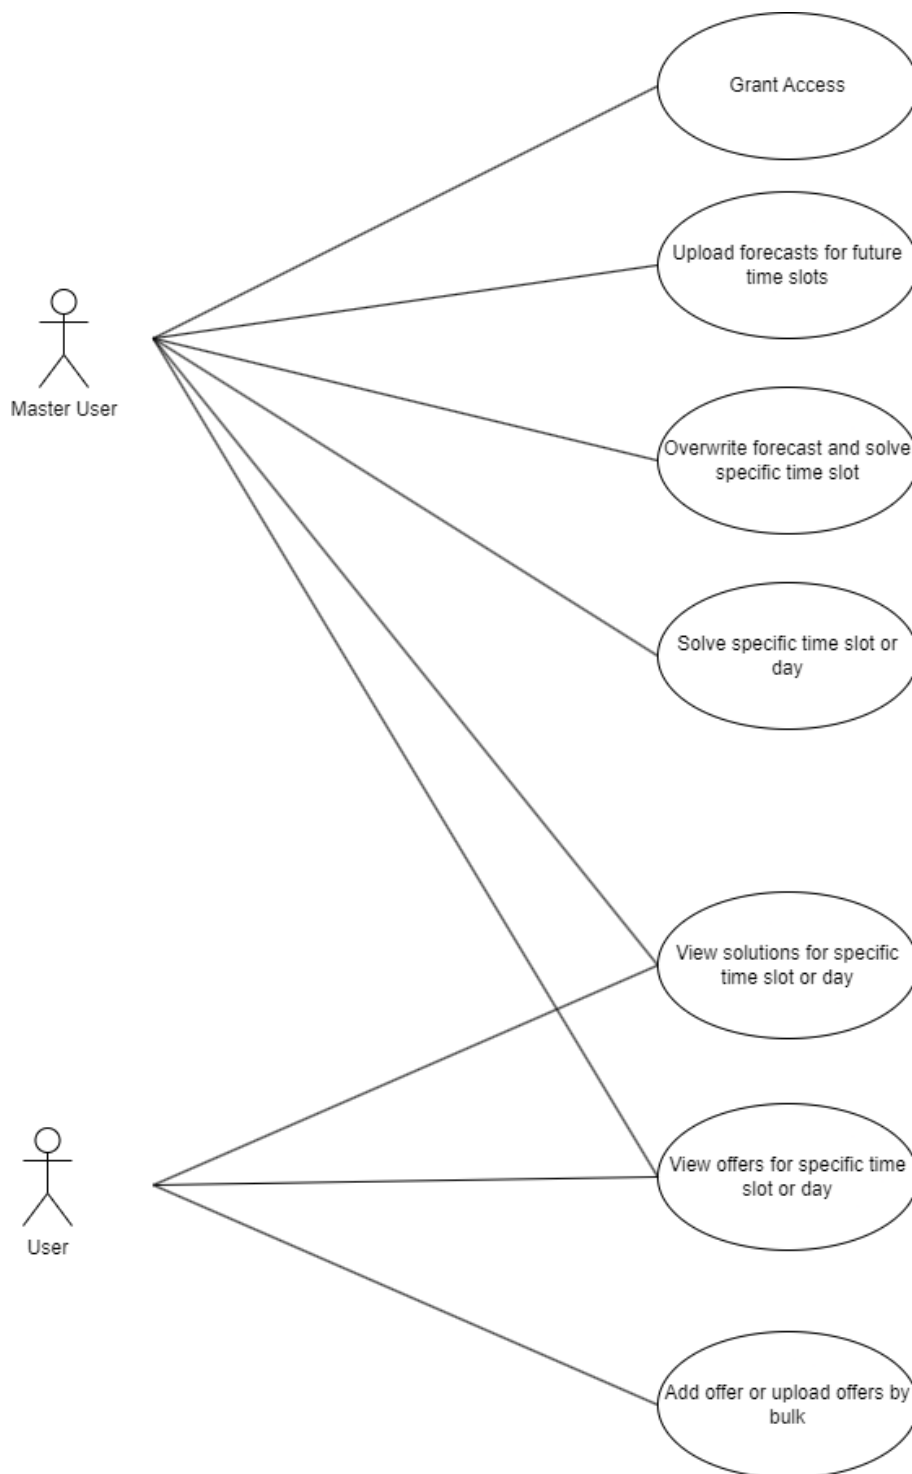 Grant Access
Upload forecasts for future
time slots
Master User
Overwrite forecast and solve
specific time slot
Solve specific time slot or
day
View solutions for specific
time slot or day
View offers for specific time
slot or day
User
Add offer or upload offers by
bulk